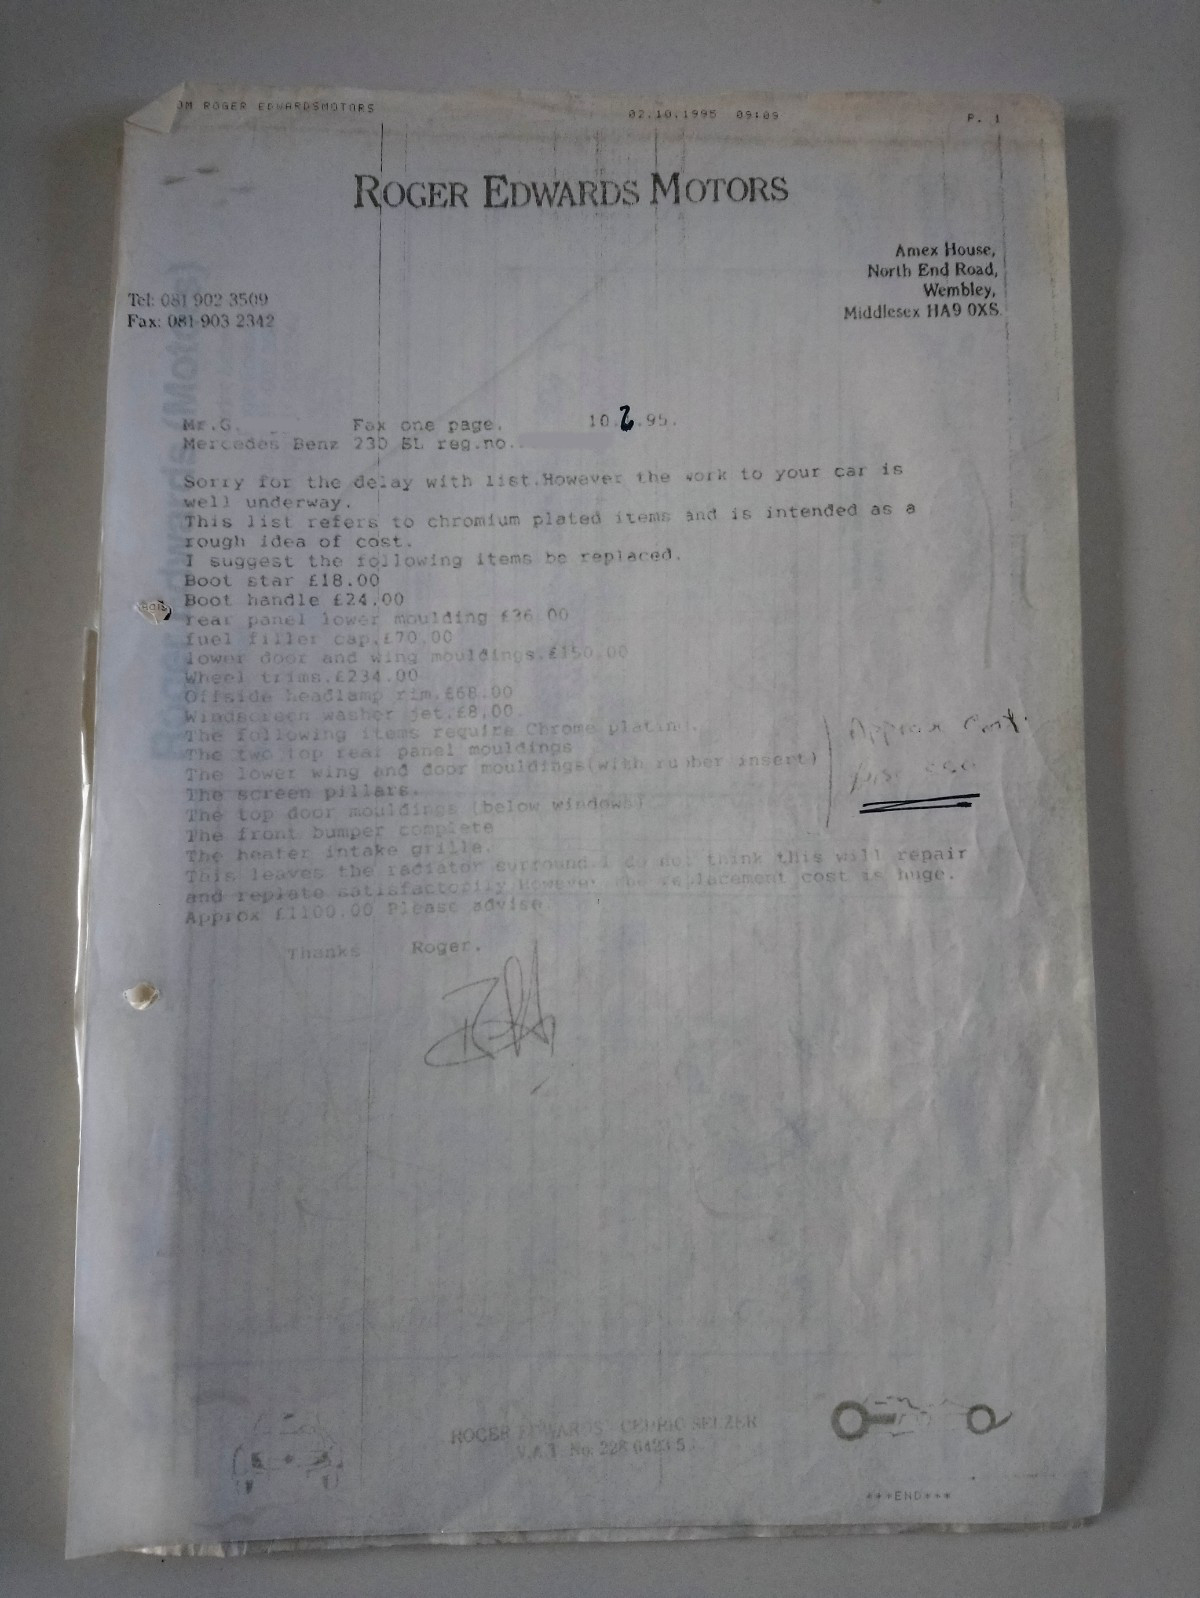 OM ROGER EDWARDSMOTORS 02.10.1995 09:09 P. 1
ROGER EDWARDS MOTORS
Amex House,
North End Road,
Wembley,
Middlesex HA9 0XS.
Tel: 081 902 3509
Fax: 081-903 2342
Mr.G. Fax one page. 10.2.95.
Mercedes Benz 230 SL reg.no..
Sorry for the delay with list.However the work to your car is
well underway.
This list refers to chromium plated items and is intended as a
rough idea of cost.
I suggest the following items be replaced.
Boot star £18.00
Boot handle £24.00
rear panel lower moulding £36.00
fuel filler cap.£70.00
lower door and wing mouldings.£150.00
Wheel trims.£234.00
Offside headlamp rim.£68.00
Windscreen washer jet.£8.00.
The following items require Chrome plating.
The two top rear panel mouldings
The lower wing and door mouldings(with rubber insert)
The screen pillars.
The top door mouldings (below windows)
The front bumper complete
The heater intake grille.
This leaves the radiator surround.I do not think this will repair
and replate satisfactorily However the replacement cost is huge.
Approx £1100.00 Please advise
Thanks Roger.
ROGER EDWARDS CEDRIC SELZER
V.A.T. No. 228 6423 5
***END***